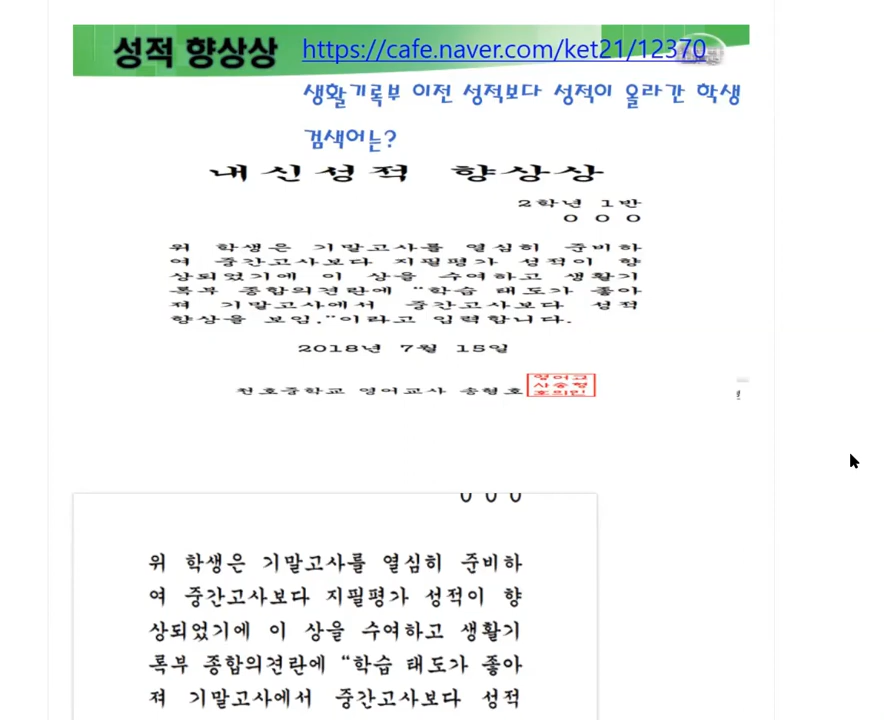 성적 향상상 https://cafe.naver.com/ket21/12370
생활기록부 이전 성적보다 성적이 올라간 학생
검색어는?
내신성적 향상상
2학년 1반
O O O
위 학생은 기말고사를 열심히 준비하
여 중간고사보다 지필평가 성적이 향
상되었기에 이 상을 수여하고 생활기
록부 종합의견란에 "학습 태도가 좋아
져 기말고사에서 중간고사보다 성적
향상을 보임."이라고 입력합니다.
2018년 7월 15일
천호중학교 영어교사 송형호
영어교
사송형
호의인
O O O
위 학생은 기말고사를 열심히 준비하
여 중간고사보다 지필평가 성적이 향
상되었기에 이 상을 수여하고 생활기
록부 종합의견란에 "학습 태도가 좋아
져 기말고사에서 중간고사보다 성적